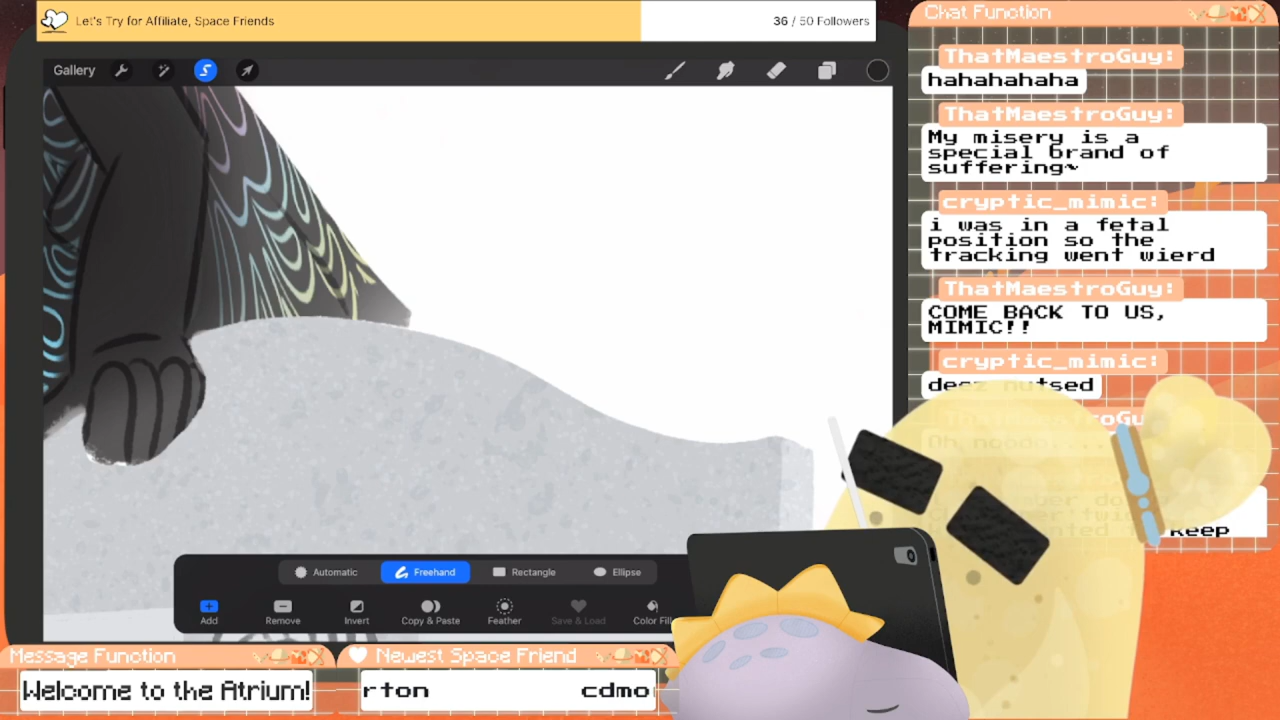 Let's Try for Affiliate, Space Friends
36 / 50 Followers
Gallery
Chat Function
ThatMaestroGuy:
hahahahaha
ThatMaestroGuy:
My misery is a
special brand of
suffering~
cryptic_mimic:
i was in a fetal
position so the
tracking went wierd
ThatMaestroGuy:
COME BACK TO US,
MIMIC!!
cryptic_mimic:
deez nutsed
keep
Automatic
Freehand
Rectangle
Ellipse
Add
Remove
Invert
Copy & Paste
Feather
Save & Load
Color Fill
Message Function
Newest Space Friend
Welcome to the Atrium!
rton cdmo